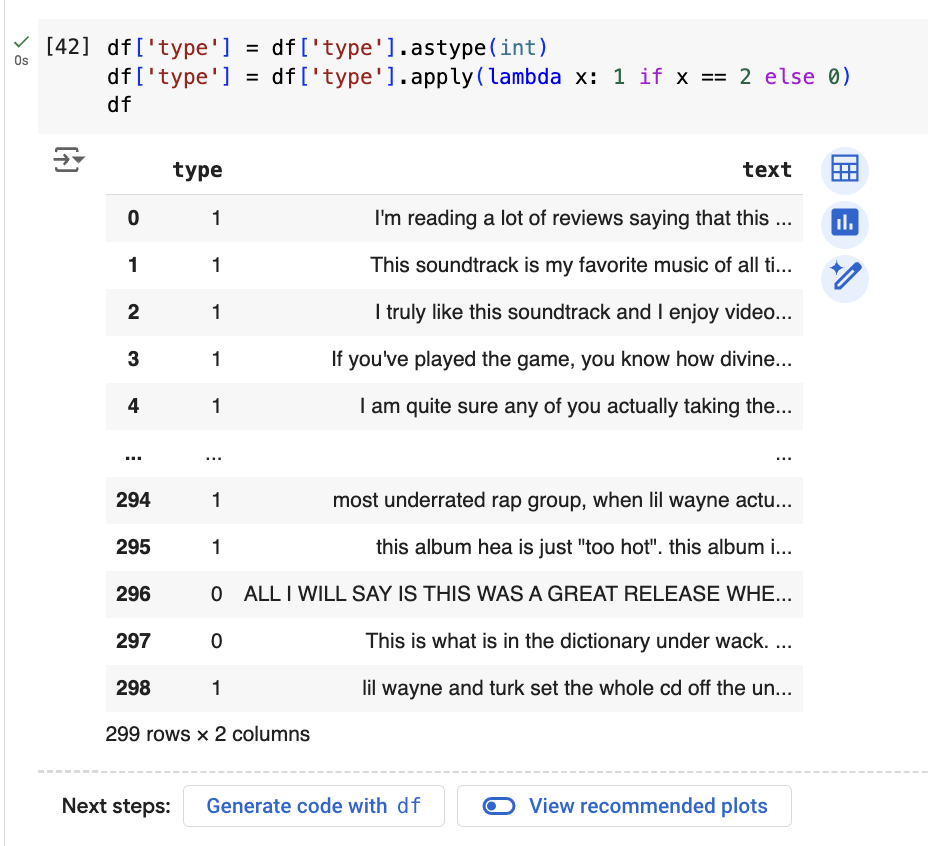 [42] df['type'] = df['type'].astype(int)
0s df['type'] = df['type'].apply(lambda x: 1 if x == 2 else 0)
df
type text
0 1 I'm reading a lot of reviews saying that this ...
1 1 This soundtrack is my favorite music of all ti...
2 1 I truly like this soundtrack and I enjoy video...
3 1 If you've played the game, you know how divine...
4 1 I am quite sure any of you actually taking the...
... ... ...
294 1 most underrated rap group, when lil wayne actu...
295 1 this album hea is just "too hot". this album i...
296 0 ALL I WILL SAY IS THIS WAS A GREAT RELEASE WHE...
297 0 This is what is in the dictionary under wack. ...
298 1 lil wayne and turk set the whole cd off the un...
299 rows × 2 columns
Next steps: Generate code with df View recommended plots